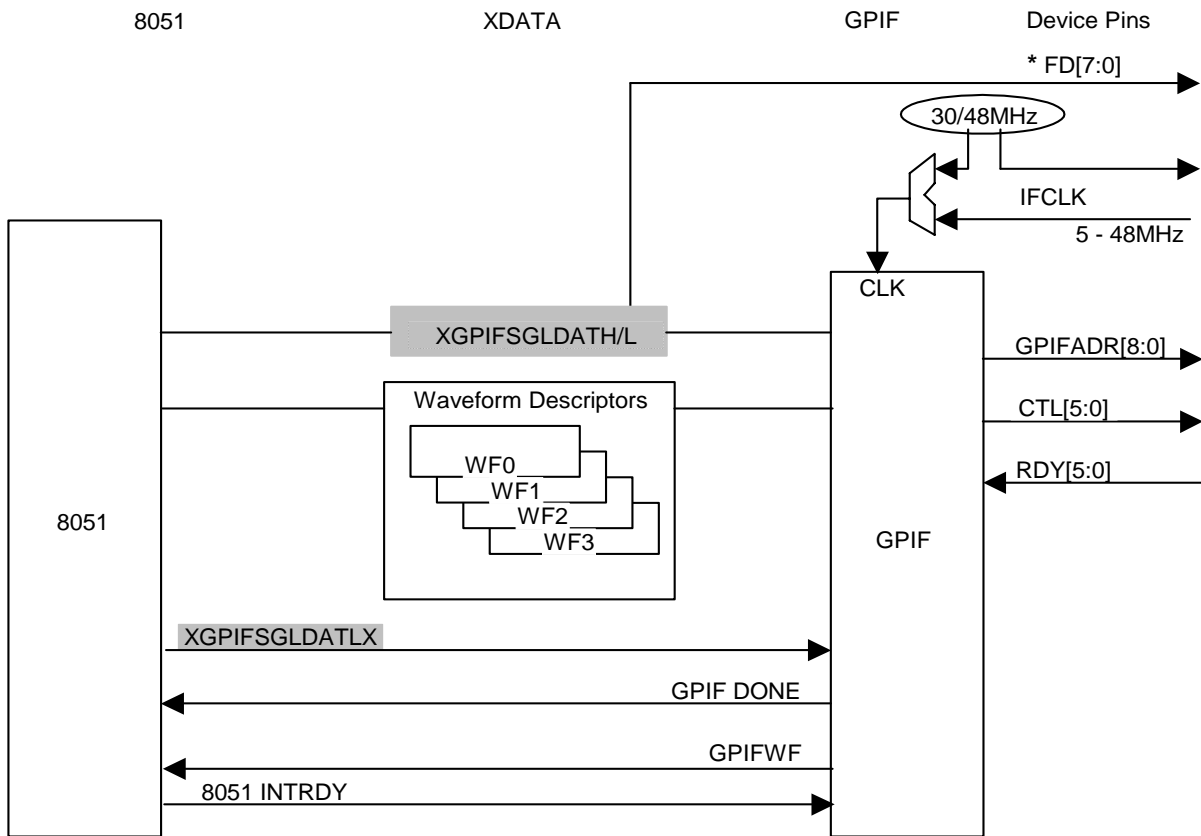 8051 XDATA GPIF Device Pins
* FD[7:0]
30/48MHz
IFCLK
5 - 48MHz
CLK
XGPIFSGLDATH/L
GPIFADR[8:0]
Waveform Descriptors
CTL[5:0]
WF0
RDY[5:0]
WF1
WF2
8051
WF3
GPIF
XGPIFSGLDATLX
GPIF DONE
GPIFWF
8051 INTRDY